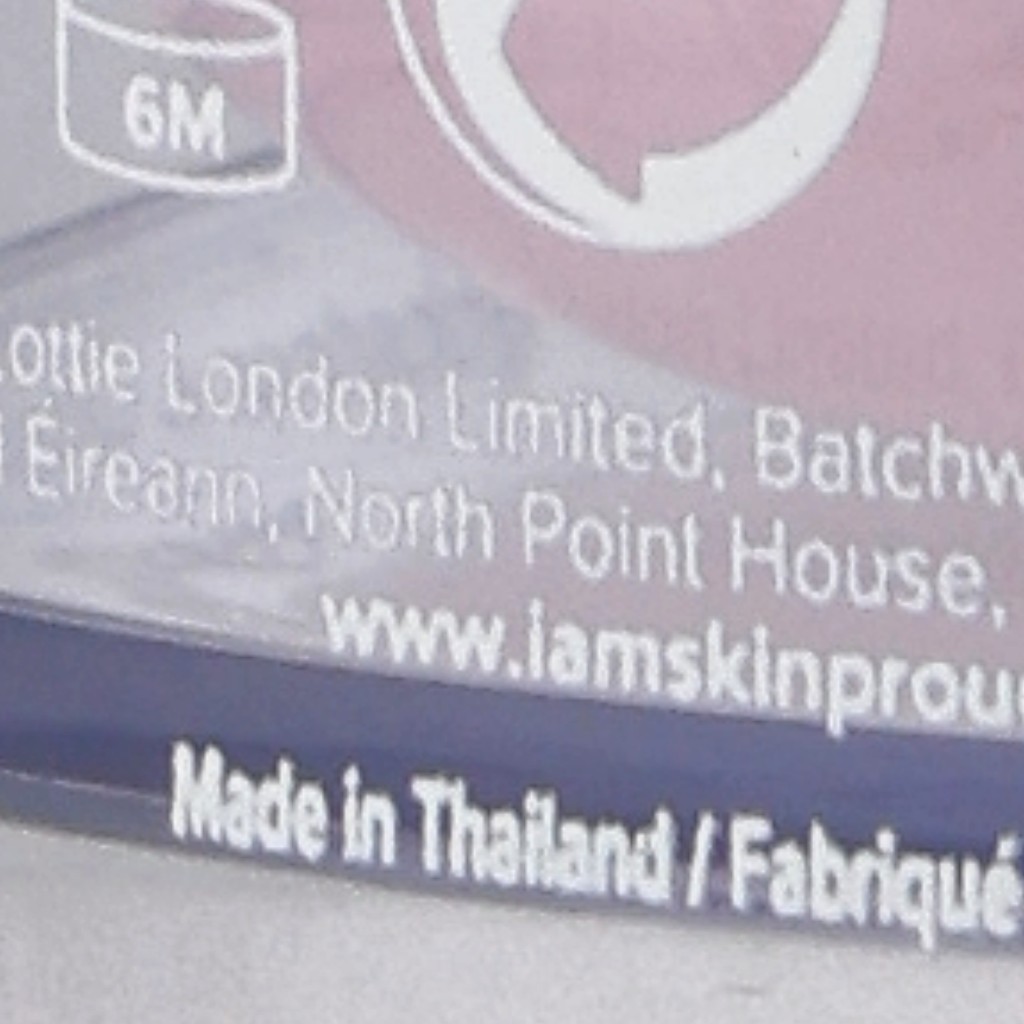 6M
ottie London Limited, Batchw
Éireann, North Point House,
www.iamskinprou
Made in Thailand / Fabriqué